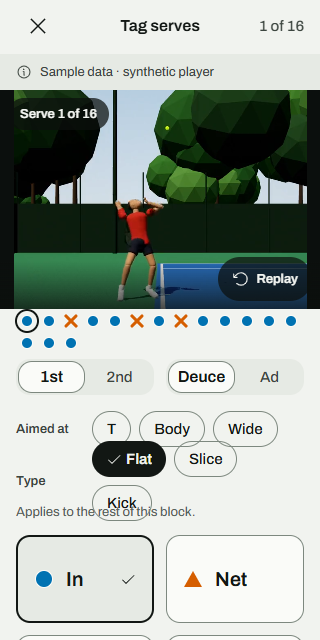 Tag serves
1 of 16
Sample data · synthetic player
Serve 1 of 16
Replay
1st 2nd Deuce Ad
Aimed at T Body Wide
Type Flat Slice
Kick
Applies to the rest of this block.
In Net